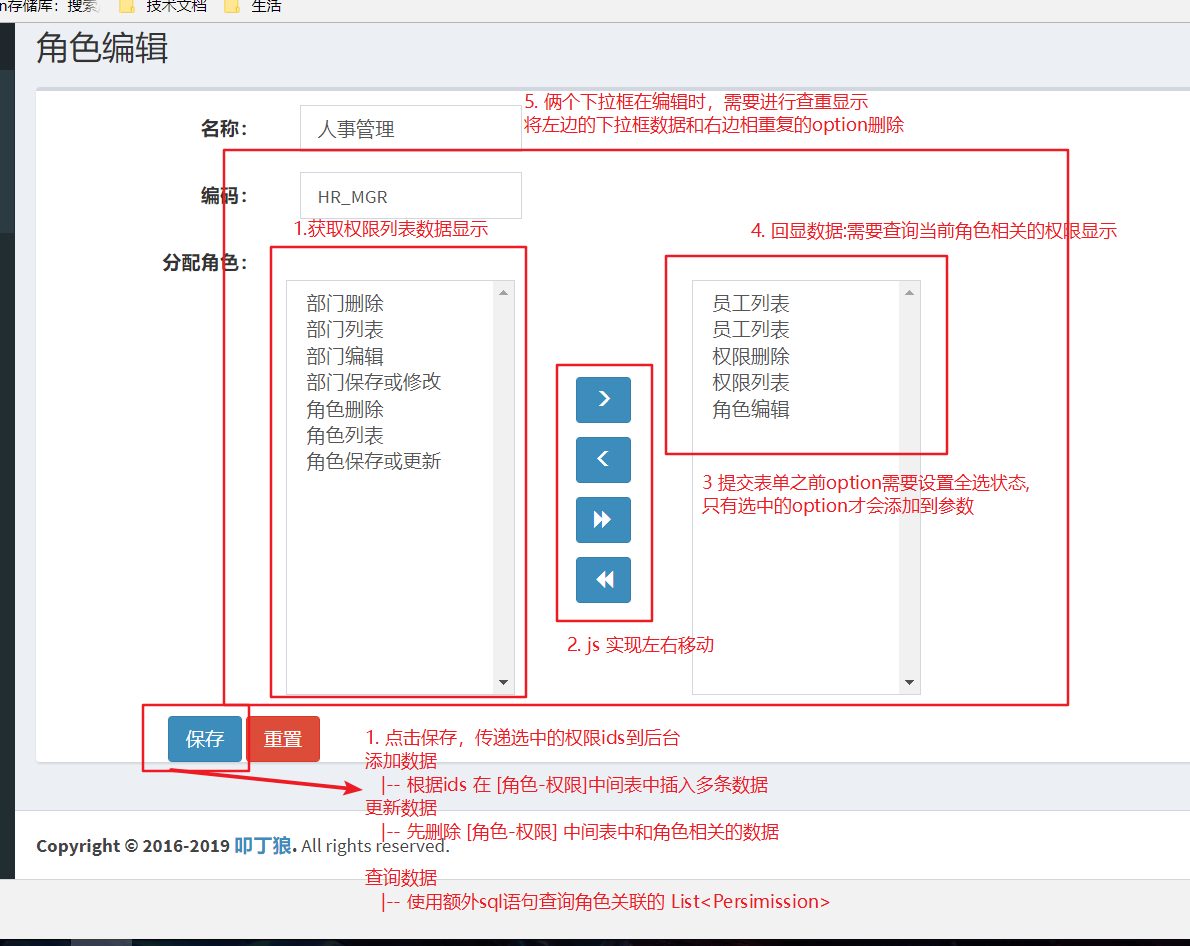 n存储库：搜索 技术文档 生活
角色编辑
5. 俩个下拉框在编辑时，需要进行查重显示
将左边的下拉框数据和右边相重复的option删除
名称： 人事管理
编码： HR_MGR
1.获取权限列表数据显示
4. 回显数据:需要查询当前角色相关的权限显示
分配角色：
部门删除
部门列表
部门编辑
部门保存或修改
角色删除
角色列表
角色保存或更新
员工列表
员工列表
权限删除
权限列表
角色编辑
3 提交表单之前option需要设置全选状态,
只有选中的option才会添加到参数
2. js 实现左右移动
保存 重置
1. 点击保存，传递选中的权限ids到后台
添加数据
|-- 根据ids 在 [角色-权限]中间表中插入多条数据
更新数据
|-- 先删除 [角色-权限] 中间表中和角色相关的数据
Copyright © 2016-2019 叩丁狼. All rights reserved.
查询数据
|-- 使用额外sql语句查询角色关联的 List<Persimission>